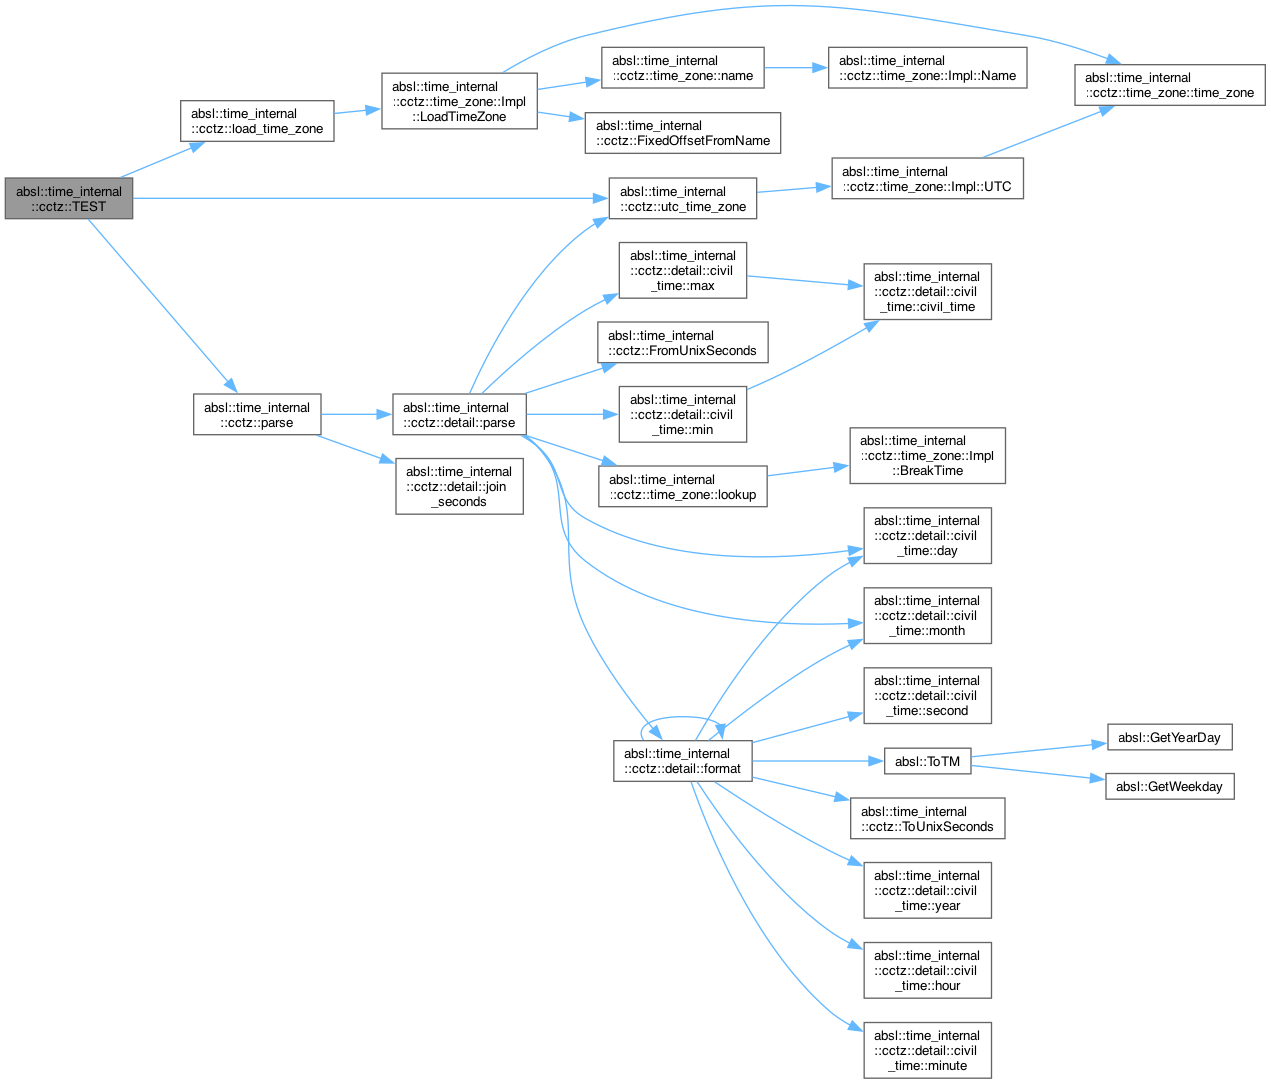 absl::time_internal
::cctz::TEST
absl::time_internal
::cctz::load_time_zone
absl::time_internal
::cctz::time_zone::Impl
::LoadTimeZone
absl::time_internal
::cctz::time_zone::name
absl::time_internal
::cctz::time_zone::Impl::Name
absl::time_internal
::cctz::time_zone::time_zone
absl::time_internal
::cctz::FixedOffsetFromName
absl::time_internal
::cctz::utc_time_zone
absl::time_internal
::cctz::time_zone::Impl::UTC
absl::time_internal
::cctz::parse
absl::time_internal
::cctz::detail::parse
absl::time_internal
::cctz::detail::join
_seconds
absl::time_internal
::cctz::detail::civil
_time::max
absl::time_internal
::cctz::detail::civil
_time::civil_time
absl::time_internal
::cctz::FromUnixSeconds
absl::time_internal
::cctz::detail::civil
_time::min
absl::time_internal
::cctz::time_zone::lookup
absl::time_internal
::cctz::time_zone::Impl
::BreakTime
absl::time_internal
::cctz::detail::civil
_time::day
absl::time_internal
::cctz::detail::civil
_time::month
absl::time_internal
::cctz::detail::civil
_time::second
absl::time_internal
::cctz::detail::format
absl::ToTM
absl::GetYearDay
absl::GetWeekday
absl::time_internal
::cctz::ToUnixSeconds
absl::time_internal
::cctz::detail::civil
_time::year
absl::time_internal
::cctz::detail::civil
_time::hour
absl::time_internal
::cctz::detail::civil
_time::minute